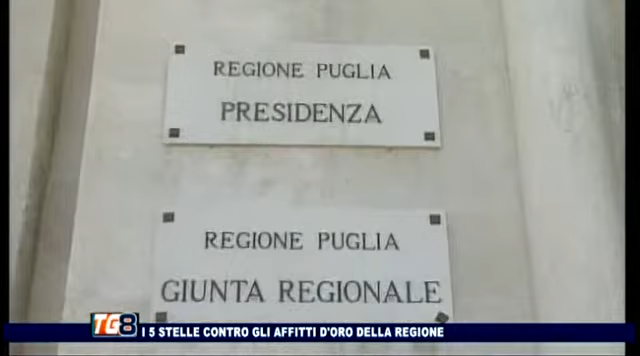 REGIONE PUGLIA
PRESIDENZA
REGIONE PUGLIA
GIUNTA REGIONALE
TG8 I 5 STELLE CONTRO GLI AFFITTI D'ORO DELLA REGIONE